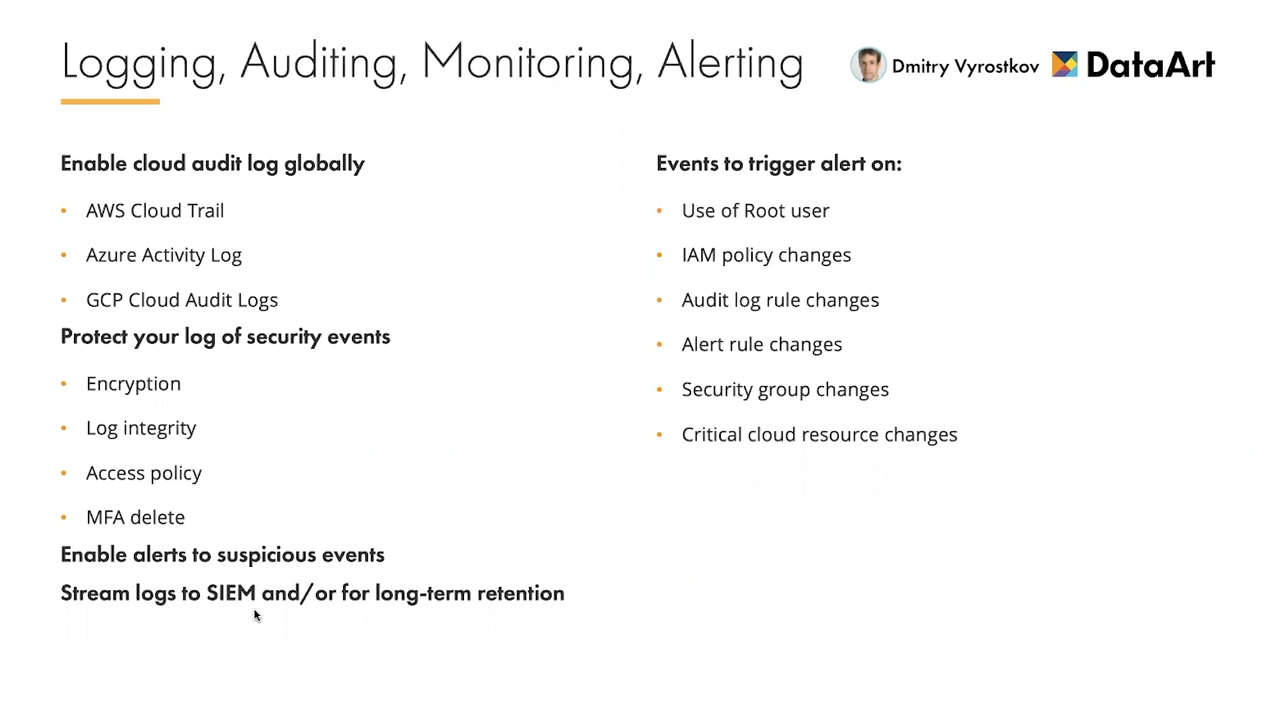 Logging, Auditing, Monitoring, Alerting
Dmitry Vyrostkov
DataArt
Enable cloud audit log globally
• AWS Cloud Trail
• Azure Activity Log
• GCP Cloud Audit Logs
Protect your log of security events
• Encryption
• Log integrity
• Access policy
• MFA delete
Enable alerts to suspicious events
Stream logs to SIEM and/or for long-term retention
Events to trigger alert on:
• Use of Root user
• IAM policy changes
• Audit log rule changes
• Alert rule changes
• Security group changes
• Critical cloud resource changes